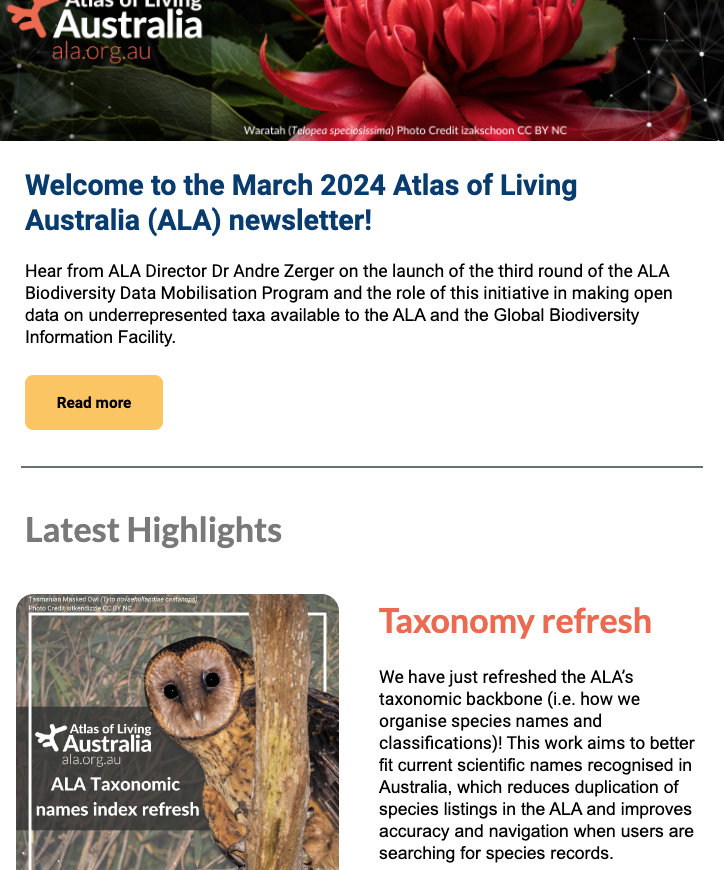 Atlas of Living
Australia
ala.org.au
Waratah (Telopea speciosissima) Photo Credit izakschoon CC BY NC
Welcome to the March 2024 Atlas of Living
Australia (ALA) newsletter!
Hear from ALA Director Dr Andre Zerger on the launch of the third round of the ALA
Biodiversity Data Mobilisation Program and the role of this initiative in making open
data on underrepresented taxa available to the ALA and the Global Biodiversity
Information Facility.
Read more
Latest Highlights
Tasmanian Masked Owl (Tyto novaehollandiae castanops)
Photo Credit sitkendizzle CC BY NC
Atlas of Living
Australia
ala.org.au
ALA Taxonomic
names index refresh
Taxonomy refresh
We have just refreshed the ALA’s
taxonomic backbone (i.e. how we
organise species names and
classifications)! This work aims to better
fit current scientific names recognised in
Australia, which reduces duplication of
species listings in the ALA and improves
accuracy and navigation when users are
searching for species records.